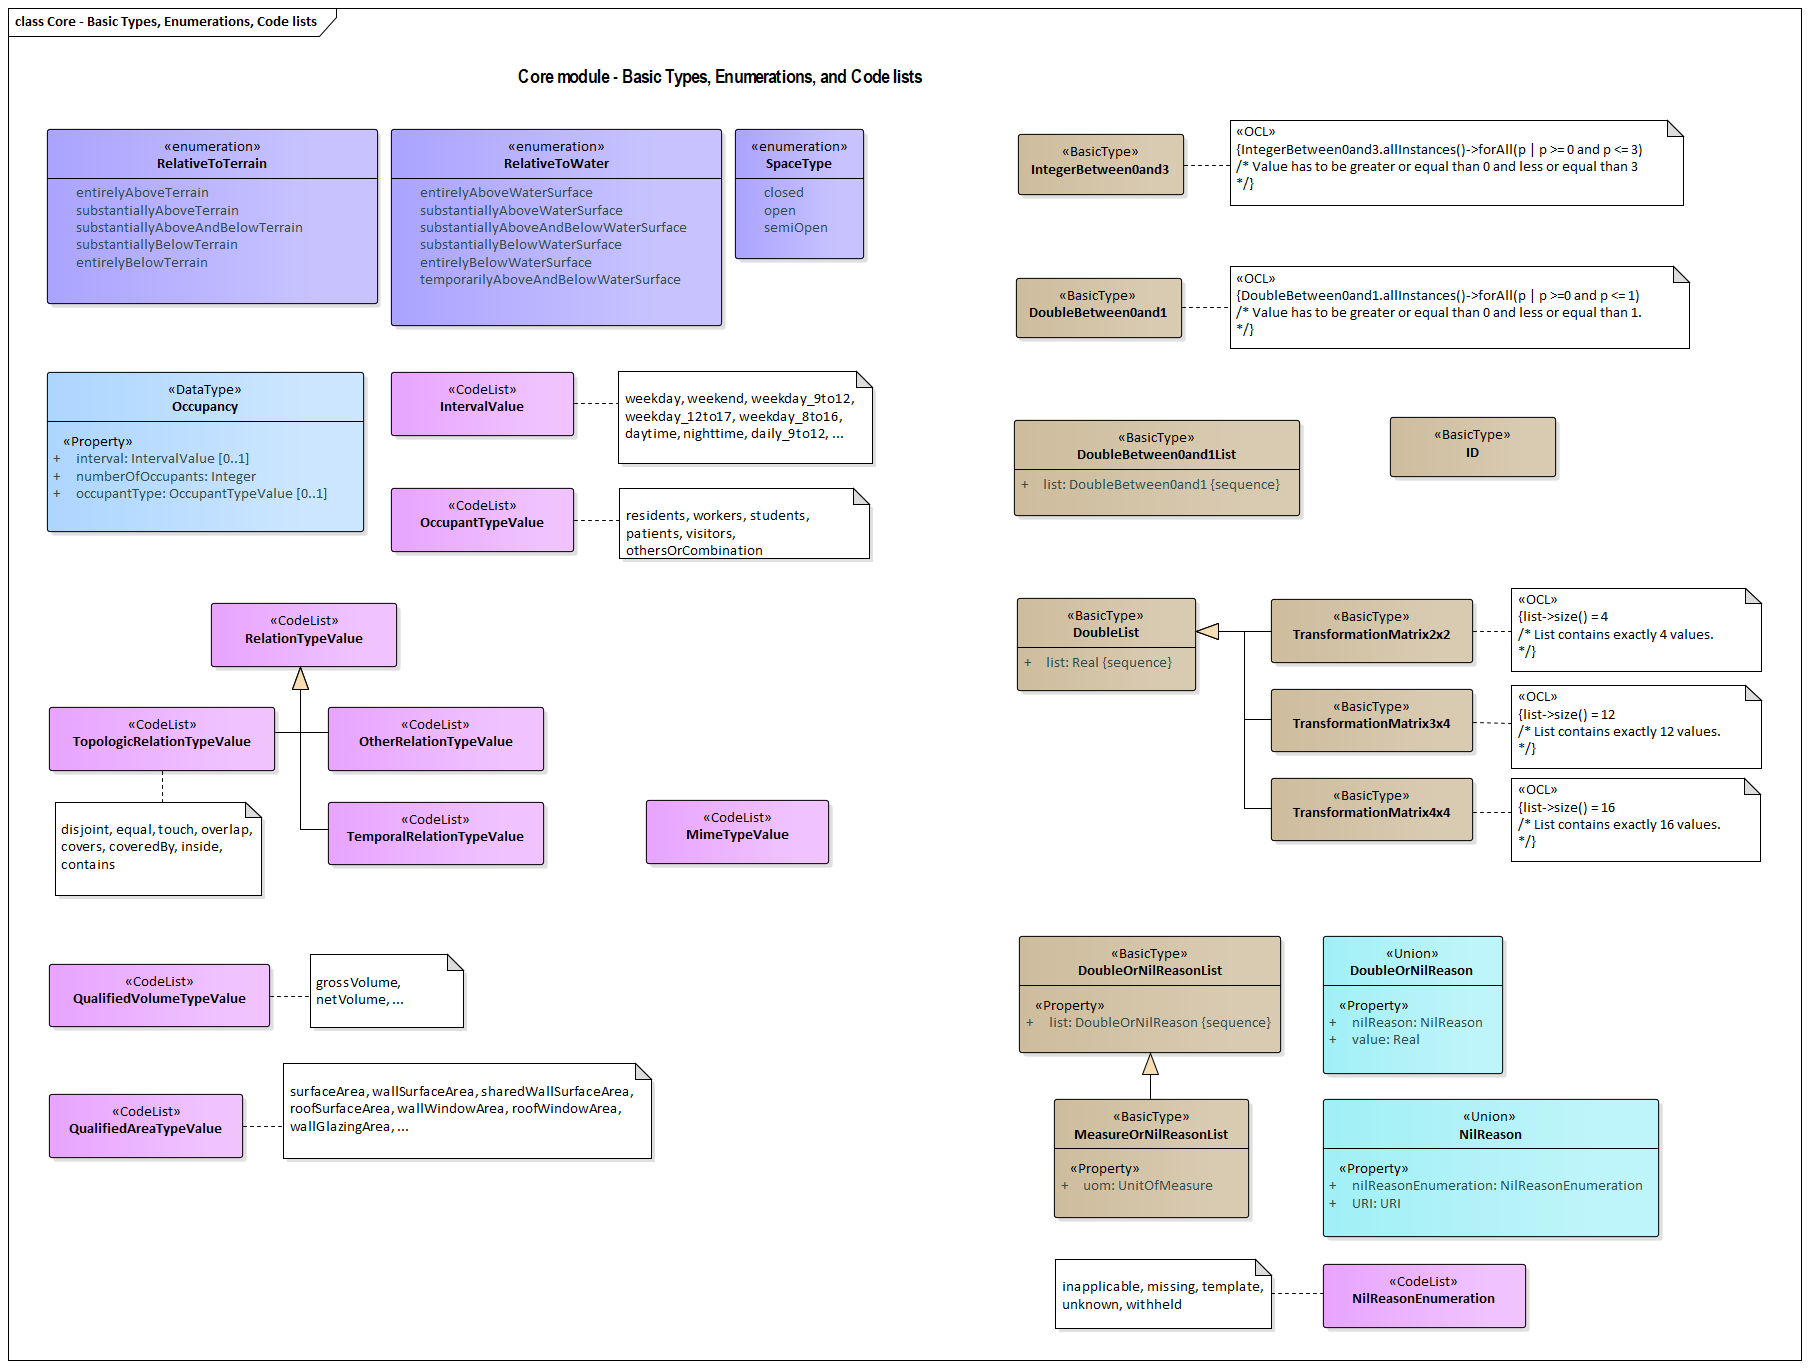 class Core - Basic Types, Enumerations, Code lists
Core module - Basic Types, Enumerations, and Code lists
«enumeration»
RelativeToTerrain
entirelyAboveTerrain
substantiallyAboveTerrain
substantiallyAboveAndBelowTerrain
substantiallyBelowTerrain
entirelyBelowTerrain
«enumeration»
RelativeToWater
entirelyAboveWaterSurface
substantiallyAboveWaterSurface
substantiallyAboveAndBelowWaterSurface
substantiallyBelowWaterSurface
entirelyBelowWaterSurface
temporarilyAboveAndBelowWaterSurface
«enumeration»
SpaceType
closed
open
semiOpen
«BasicType»
IntegerBetween0and3
«OCL»
{IntegerBetween0and3.allInstances()->forAll(p | p >= 0 and p <= 3)
/* Value has to be greater or equal than 0 and less or equal than 3
*/}
«BasicType»
DoubleBetween0and1
«OCL»
{DoubleBetween0and1.allInstances()->forAll(p | p >=0 and p <= 1)
/* Value has to be greater or equal than 0 and less or equal than 1.
*/}
«DataType»
Occupancy
«Property»
+ interval: IntervalValue [0..1]
+ numberOfOccupants: Integer
+ occupantType: OccupantTypeValue [0..1]
«CodeList»
IntervalValue
weekday, weekend, weekday_9to12,
weekday_12to17, weekday_8to16,
daytime, nighttime, daily_9to12, ...
«CodeList»
OccupantTypeValue
residents, workers, students,
patients, visitors,
othersOrCombination
«BasicType»
DoubleBetween0and1List
+ list: DoubleBetween0and1 {sequence}
«BasicType»
ID
«CodeList»
RelationTypeValue
«CodeList»
TopologicRelationTypeValue
«CodeList»
OtherRelationTypeValue
disjoint, equal, touch, overlap,
covers, coveredBy, inside,
contains
«CodeList»
TemporalRelationTypeValue
«CodeList»
MimeTypeValue
«BasicType»
DoubleList
+ list: Real {sequence}
«BasicType»
TransformationMatrix2x2
«OCL»
{list->size() = 4
/* List contains exactly 4 values.
*/}
«BasicType»
TransformationMatrix3x4
«OCL»
{list->size() = 12
/* List contains exactly 12 values.
*/}
«BasicType»
TransformationMatrix4x4
«OCL»
{list->size() = 16
/* List contains exactly 16 values.
*/}
«CodeList»
QualifiedVolumeTypeValue
grossVolume,
netVolume, ...
«CodeList»
QualifiedAreaTypeValue
surfaceArea, wallSurfaceArea, sharedWallSurfaceArea,
roofSurfaceArea, wallWindowArea, roofWindowArea,
wallGlazingArea, ...
«BasicType»
DoubleOrNilReasonList
«Property»
+ list: DoubleOrNilReason {sequence}
«Union»
DoubleOrNilReason
«Property»
+ nilReason: NilReason
+ value: Real
«BasicType»
MeasureOrNilReasonList
«Property»
+ uom: UnitOfMeasure
«Union»
NilReason
«Property»
+ nilReasonEnumeration: NilReasonEnumeration
+ URI: URI
inapplicable, missing, template,
unknown, withheld
«CodeList»
NilReasonEnumeration